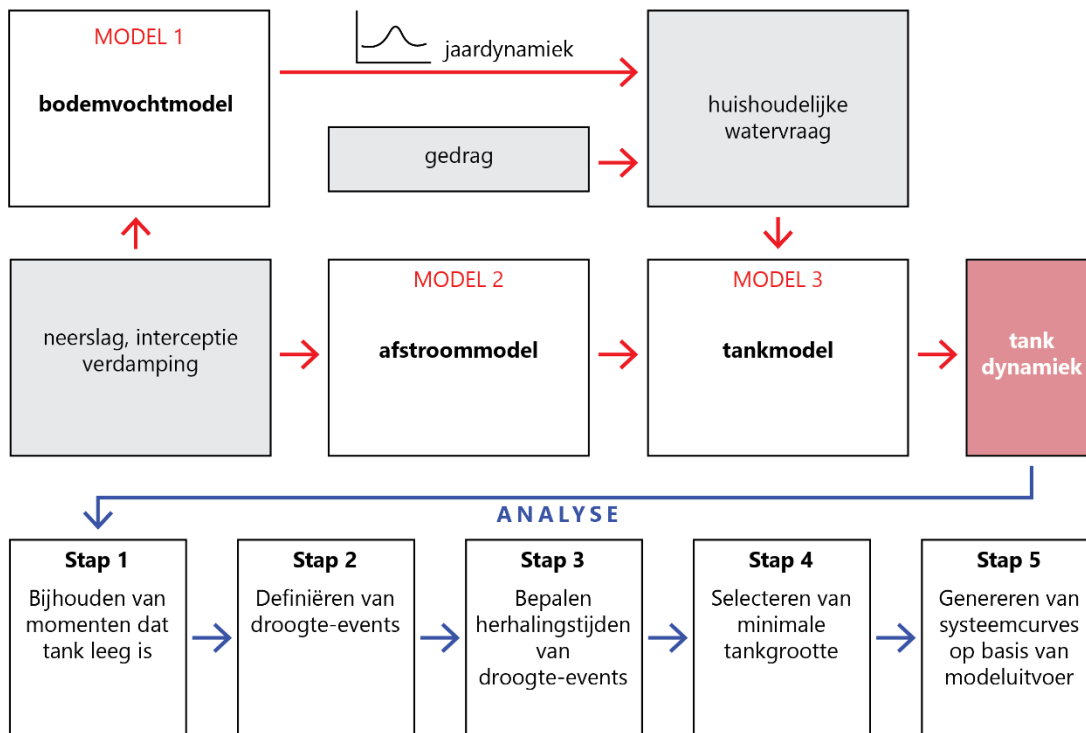 MODEL 1
bodemvochtmodel
jaardynamiek
gedrag
huishoudelijke
watervraag
neerslag, interceptie
verdamping
MODEL 2
afstroommodel
MODEL 3
tankmodel
tank
dynamiek
ANALYSE
Stap 1
Bijhouden van
momenten dat
tank leeg is
Stap 2
Definiëren van
droogte-events
Stap 3
Bepalen
herhalingstijden
van
droogte-events
Stap 4
Selecteren van
minimale
tankgrootte
Stap 5
Genereren van
systeemcurves
op basis van
modeluitvoer